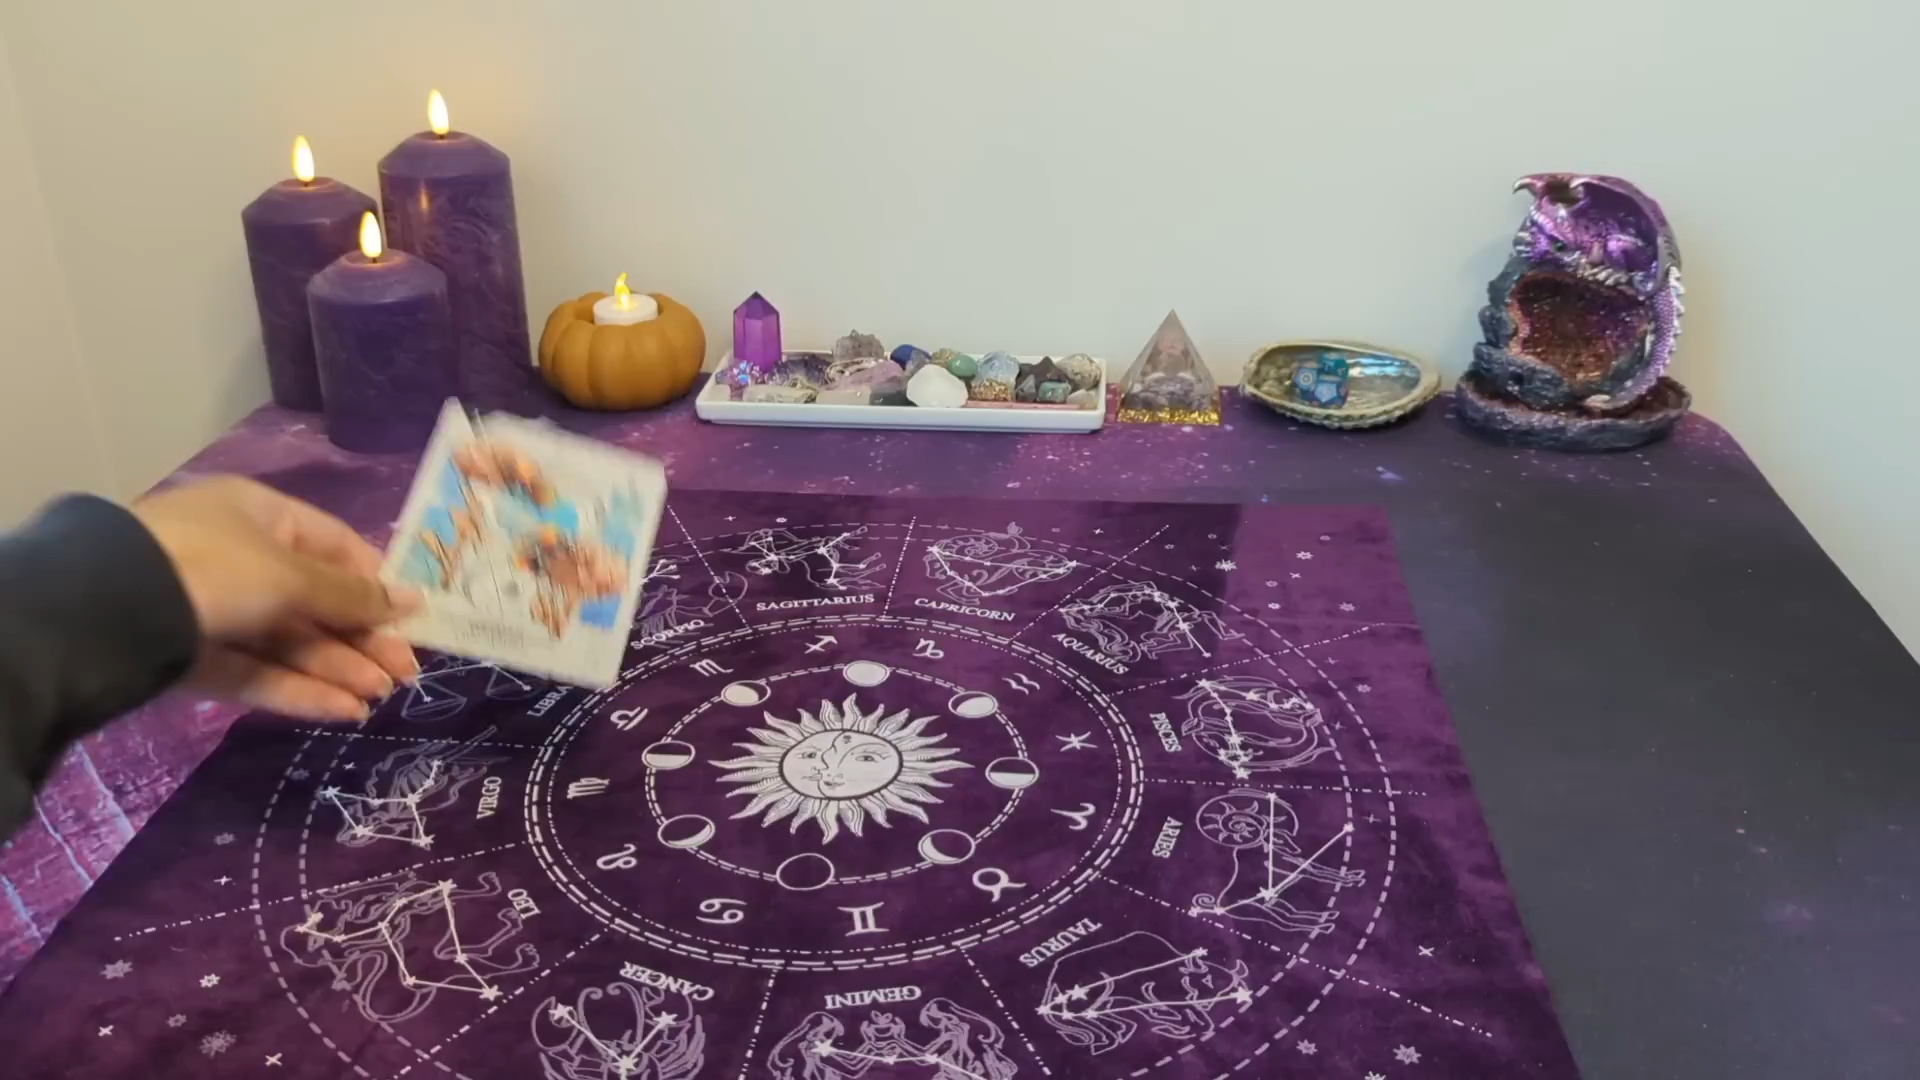 SAGITTARIUS
CAPRICORN
SCORPIO
AQUARIUS
LIBRA
PISCES
VIRGO
ARIES
LEO
TAURUS
CANCER
GEMINI